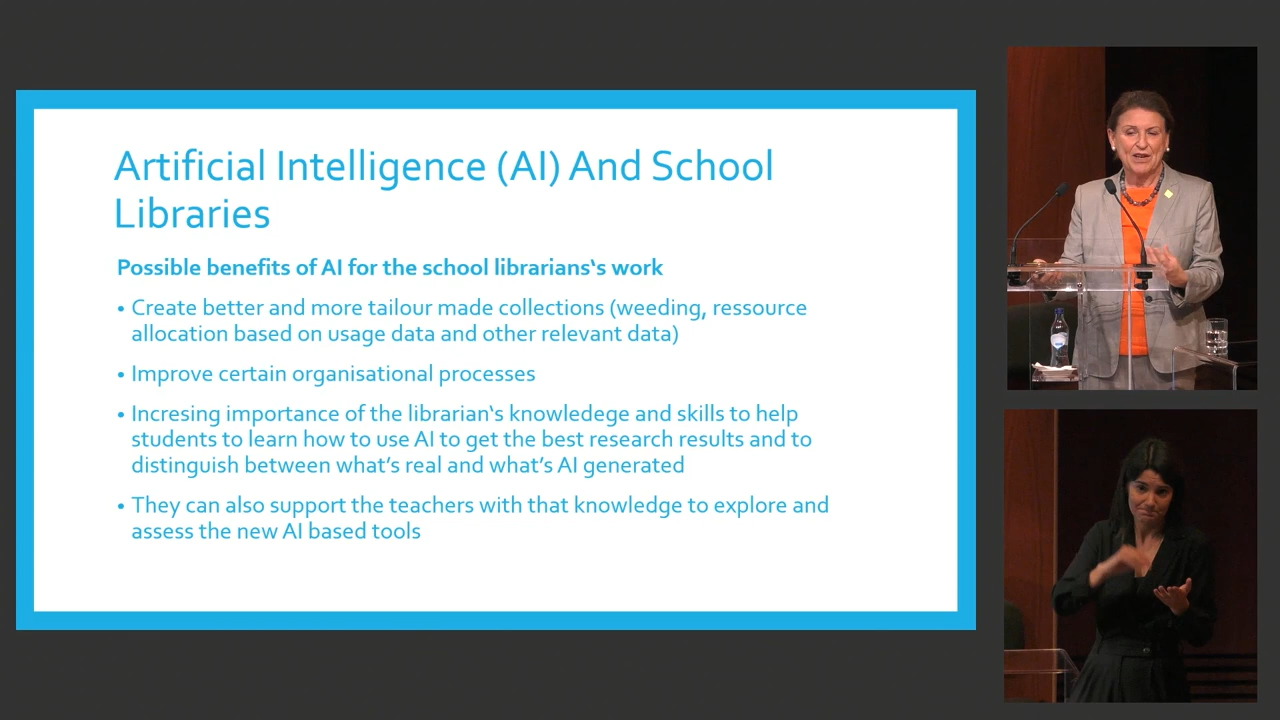 Artificial Intelligence (AI) And School
Libraries
Possible benefits of AI for the school librarians‘s work
• Create better and more tailour made collections (weeding, ressource
allocation based on usage data and other relevant data)
• Improve certain organisational processes
• Incresing importance of the librarian‘s knowledege and skills to help
students to learn how to use AI to get the best research results and to
distinguish between what’s real and what’s AI generated
• They can also support the teachers with that knowledge to explore and
assess the new AI based tools